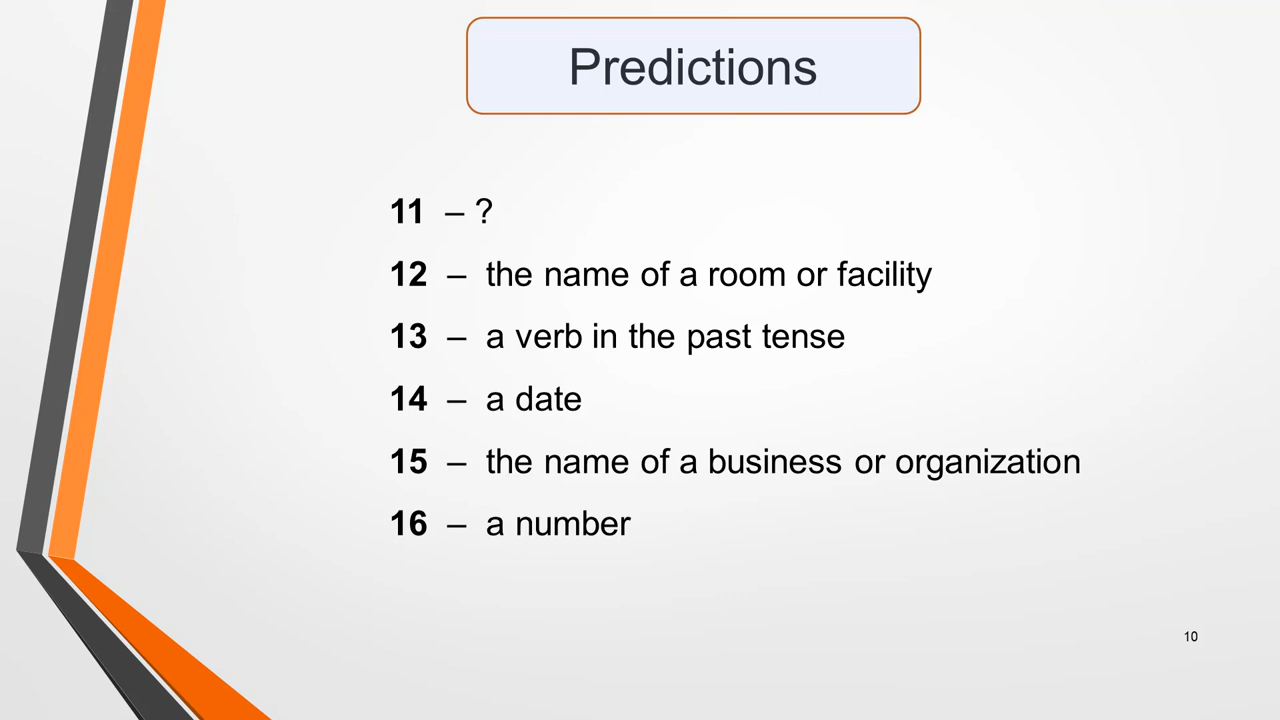 Predictions
11 – ?
12 – the name of a room or facility
13 – a verb in the past tense
14 – a date
15 – the name of a business or organization
16 – a number
10